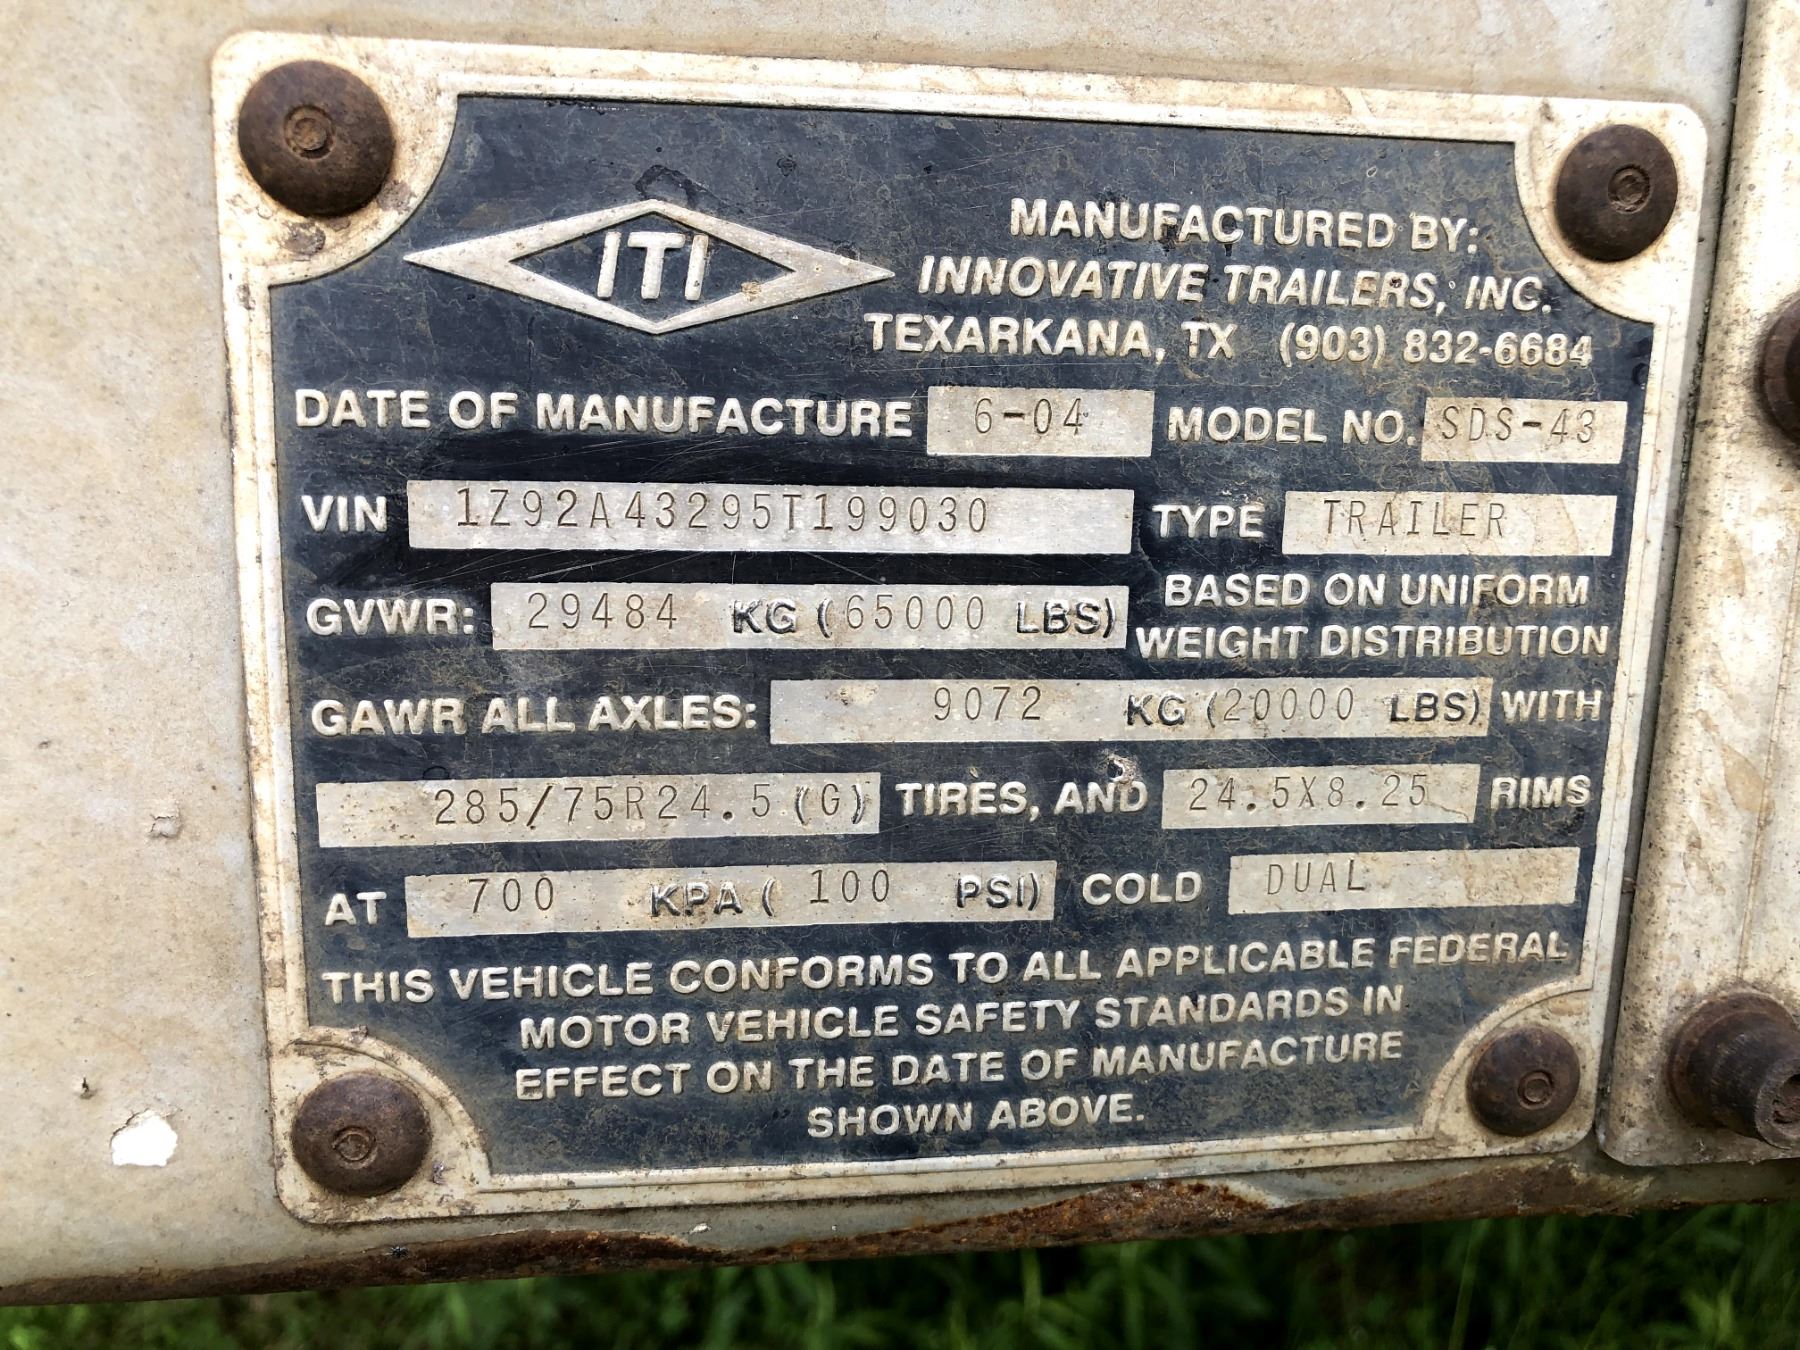 ITI
MANUFACTURED BY:
INNOVATIVE TRAILERS, INC.
TEXARKANA, TX (903) 832-6684
DATE OF MANUFACTURE 6-04 MODEL NO. SDS-43
VIN 1Z92A43295T199030 TYPE TRAILER
GVWR: 29484 KG (65000 LBS) BASED ON UNIFORM
WEIGHT DISTRIBUTION
GAWR ALL AXLES: 9072 KG (20000 LBS) WITH
285/75R24.5 (G) TIRES, AND 24.5X8.25 RIMS
AT 700 KPA ( 100 PSI) COLD DUAL
THIS VEHICLE CONFORMS TO ALL APPLICABLE FEDERAL
MOTOR VEHICLE SAFETY STANDARDS IN
EFFECT ON THE DATE OF MANUFACTURE
SHOWN ABOVE.